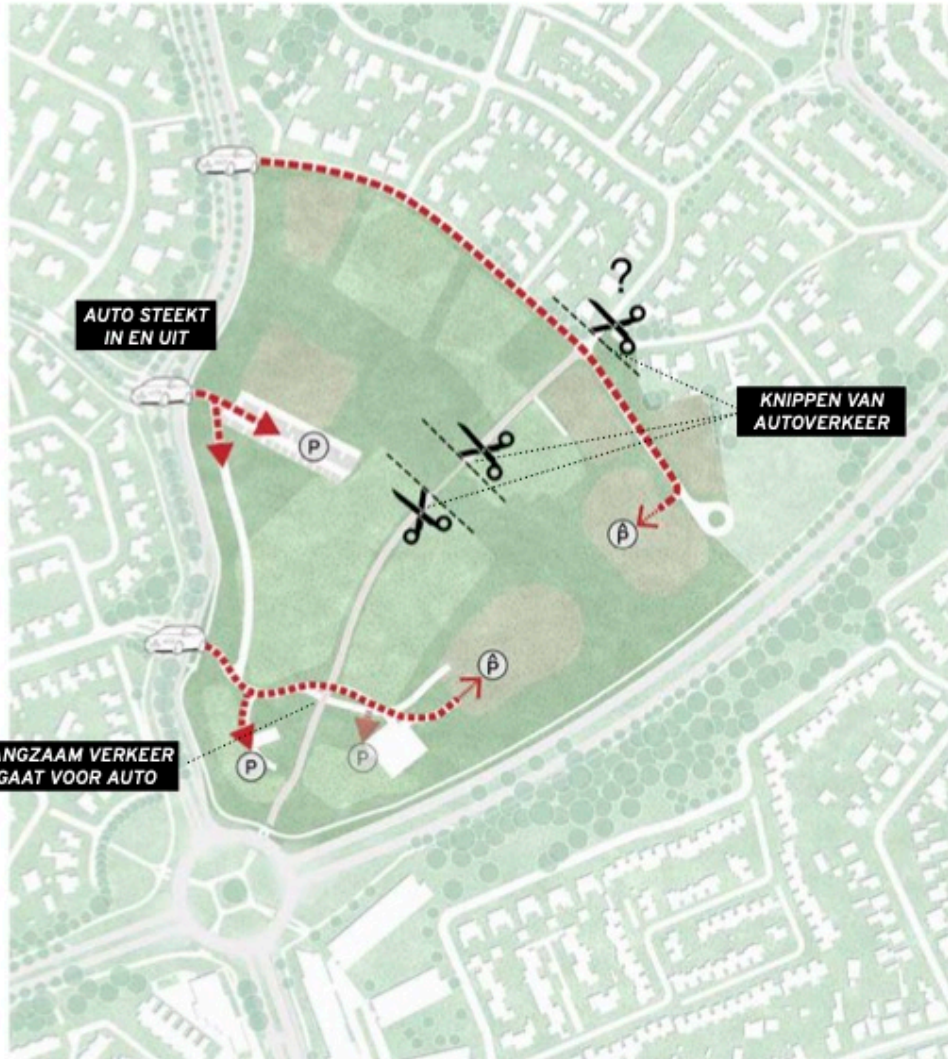 ?
AUTO STEEKT
IN EN UIT
KNIPPEN VAN
AUTOVERKEER
P
P̂
P̂
ANGZAAM VERKEER
GAAT VOOR AUTO
P
P